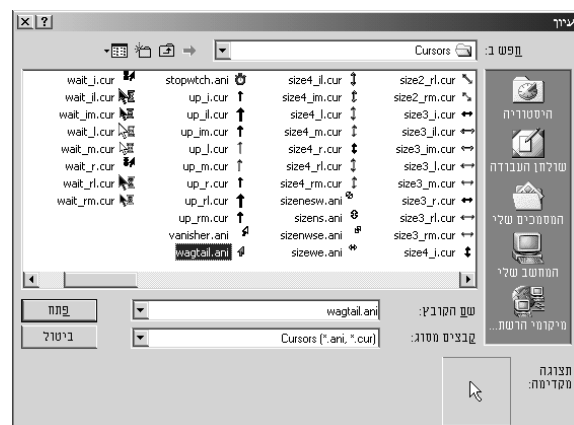 עיון
חפש ב: Cursors
היסטוריה
שולחן העבודה
המסמכים שלי
המחשב שלי
מיקומי הרשת...
size2_rl.cur
size2_rm.cur
size3_i.cur
size3_il.cur
size3_im.cur
size3_l.cur
size3_m.cur
size3_r.cur
size3_rl.cur
size3_rm.cur
size4_i.cur
size4_il.cur
size4_im.cur
size4_l.cur
size4_m.cur
size4_r.cur
size4_rl.cur
size4_rm.cur
sizenesw.ani
sizens.ani
sizenwse.ani
sizewe.ani
stopwtch.ani
up_i.cur
up_il.cur
up_im.cur
up_l.cur
up_m.cur
up_r.cur
up_rl.cur
up_rm.cur
vanisher.ani
wagtail.ani
wait_i.cur
wait_il.cur
wait_im.cur
wait_l.cur
wait_m.cur
wait_r.cur
wait_rl.cur
wait_rm.cur
שם הקובץ: wagtail.ani
פתח
קבצים מסוג: Cursors (*.ani, *.cur)
ביטול
תצוגה
מקדימה: